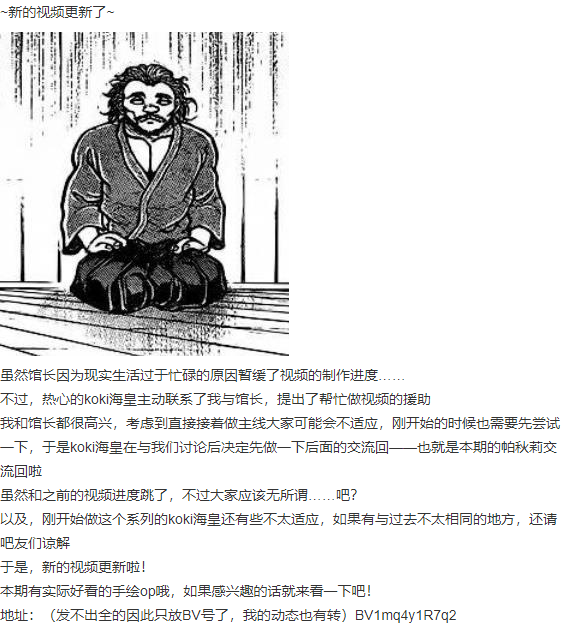 ~新的视频更新了~
虽然馆长因为现实生活过于忙碌的原因暂缓了视频的制作进度……
不过，热心的koki海皇主动联系了我与馆长，提出了帮忙做视频的援助
我和馆长都很高兴，考虑到直接接着做主线大家可能会不适应，刚开始的时候也需要先尝试
一下，于是koki海皇在与我们讨论后决定先做一下后面的交流回——也就是本期的帕秋莉交
流回啦
虽然和之前的视频进度跳了，不过大家应该无所谓……吧？
以及，刚开始做这个系列的koki海皇还有些不太适应，如果有与过去不太相同的地方，还请
吧友们谅解
于是，新的视频更新啦！
本期有实际好看的手绘op哦，如果感兴趣的话就来看一下吧！
地址：（发不出全的因此只放BV号了，我的动态也有转）BV1mq4y1R7q2